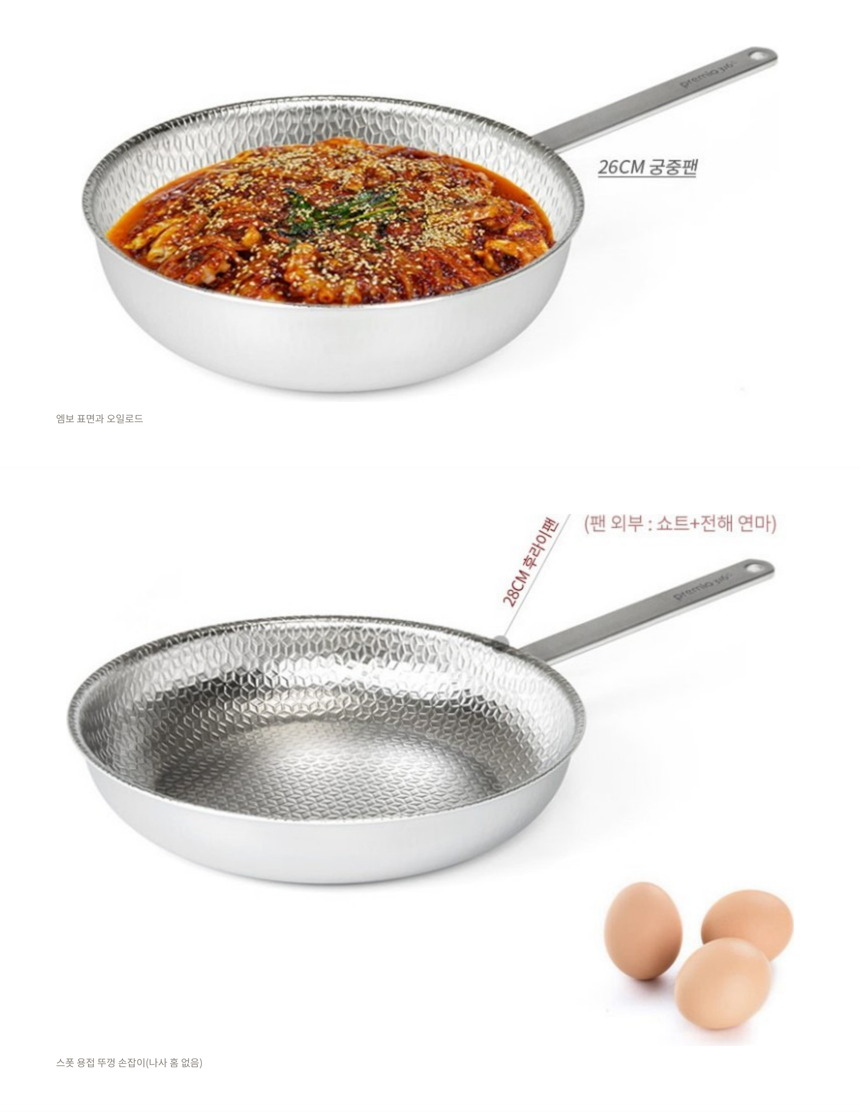 premio
26CM 궁중팬
엠보 표면과 오일로드
(팬 외부 : 쇼트+전해 연마)
28CM 후라이팬
premio
스폿 용접 뚜껑 손잡이(나사 홈 없음)